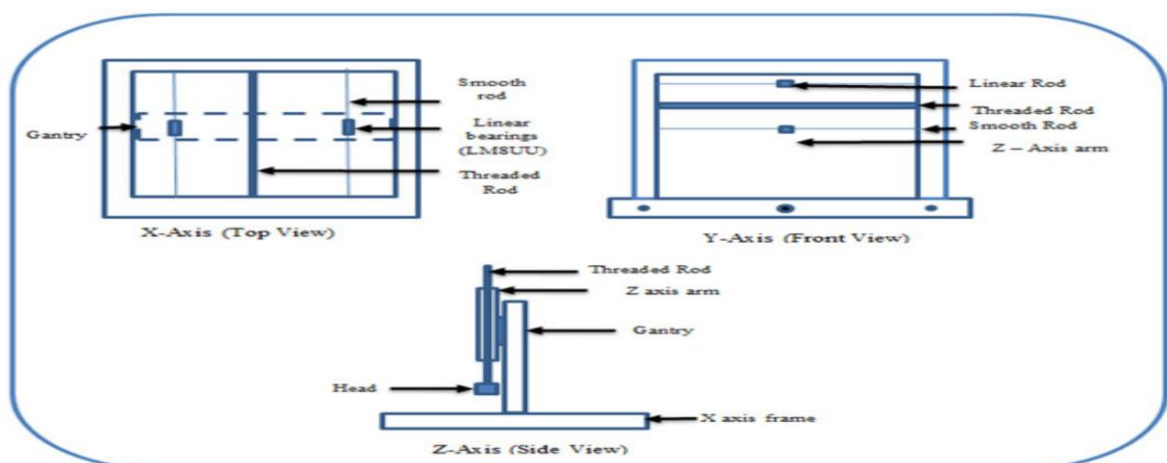 Smooth
rod
Gantry
Linear
bearings
(LM8UU)
Threaded
Rod
X-Axis (Top View)
Linear Rod
Threaded Rod
Smooth Rod
Z – Axis arm
Y-Axis (Front View)
Threaded Rod
Z axis arm
Gantry
Head
X axis frame
Z-Axis (Side View)